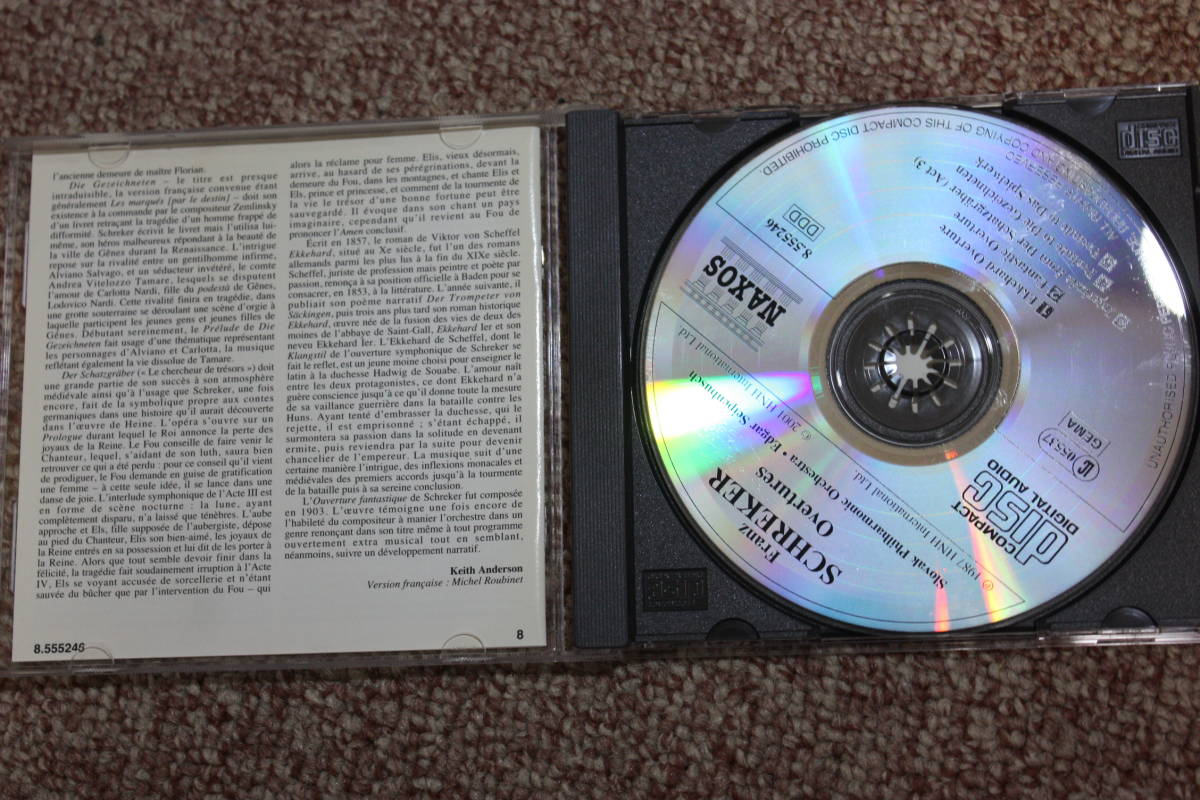 l'ancienne demeure de maître Florian.
Die Gezeichneten – le titre est presque
intraduisible, la version française convenue étant
généralement Les marqués [par le destin] – doit son
existence à la commande par le compositeur Zemlinsky
d'un livret retraçant la tragédie d'un homme frappé de
difformité. Schreker écrivit le livret mais l'utilisa lui-
même, son héros malheureux répondant à la beauté de
la ville de Gênes durant la Renaissance. L'intrigue
repose sur la rivalité entre un gentilhomme infirme,
Alviano Salvago, et un séducteur invétéré, le comte
Andrea Vitelozzo Tamare, lesquels se disputent
l'amour de Carlotta Nardi, fille du podestà de Gênes,
Lodovico Nardi. Cette rivalité finira en tragédie, dans
une grotte souterraine se déroulant une scène d'orgie à
laquelle participent les jeunes gens et jeunes filles de
Gênes. Débutant sereinement, le Prélude de Die
Gezeichneten fait usage d'une thématique représentant
les personnages d'Alviano et Carlotta, la musique
reflétant également la vie dissolue de Tamare.
Der Schatzgräber (« Le chercheur de trésors ») doit
une grande partie de son succès à son atmosphère
médiévale ainsi qu'à l'usage que Schreker, une fois
encore, fait de la symbolique propre aux contes
germaniques dans une histoire qu'il aurait découverte
dans l'œuvre de Heine. L'opéra s'ouvre sur un
Prologue durant lequel le Roi annonce la perte des
joyaux de la Reine. Le Fou conseille de faire venir le
Chanteur, lequel, s'aidant de son luth, saura bien
retrouver ce qui a été perdu : pour ce conseil qu'il vient
de prodiguer, le Fou demande en guise de gratification
une femme – à cette seule idée, il se lance dans une
danse de joie. L'interlude symphonique de l'Acte III est
en forme de scène nocturne : la lune, ayant
complètement disparu, n'a laissé que ténèbres. L'aube
approche et Els, fille supposée de l'aubergiste, dépose
au pied du Chanteur, Elis son bien-aimé, les joyaux de
la Reine entrés en sa possession et lui dit de les porter à
la Reine. Alors que tout semble devoir finir dans la
félicité, la tragédie fait soudainement irruption à l'Acte
IV, Els se voyant accusée de sorcellerie et n'étant
sauvée du bûcher que par l'intervention du Fou – qui
alors la réclame pour femme. Elis, vieux désormais,
arrive, au hasard de ses pérégrinations, devant la
demeure du Fou, dans les montagnes, et chante Elis et
Els, prince et princesse, et comment de la tourmente de
la vie le trésor d'une bonne fortune peut être
sauvegardé. Il évoque dans son chant un pays
imaginaire, cependant qu'il revient au Fou de
prononcer l'Amen conclusif.
Écrit en 1857, le roman de Viktor von Scheffel
Ekkehard, situé au Xe siècle, fut l'un des romans
allemands parmi les plus lus à la fin du XIXe siècle.
Scheffel, juriste de profession mais peintre et poète par
passion, renonça à sa position officielle à Baden pour se
consacrer, en 1853, à la littérature. L'année suivante, il
publiait son poème narratif Der Trompeter von
Säckingen, puis trois ans plus tard son roman historique
Ekkehard, œuvre née de la fusion des vies de deux des
moines de l'abbaye de Saint-Gall, Ekkehard Ier et son
neveu Ekkehard Ier. L'Ekkehard de Scheffel, dont le
Klangstil de l'ouverture symphonique de Schreker se
fait le reflet, est un jeune moine choisi pour enseigner le
latin à la duchesse Hadwig de Souabe. L'amour naît
entre les deux protagonistes, ce dont Ekkehard n'a
guère conscience jusqu'à ce qu'il donne toute la mesure
de sa vaillance guerrière dans la bataille contre les
Huns. Ayant tenté d'embrasser la duchesse, qui le
rejette, il est emprisonné ; s'étant échappé, il
surmontera sa passion dans la solitude en devenant
ermite, puis reviendra par la suite pour devenir
chancelier de l'empereur. La musique suit d'une
certaine manière l'intrigue, des inflexions monacales et
médiévales des premiers accords jusqu'à la tourmente
de la bataille puis à sa sereine conclusion.
L'Ouverture fantastique de Schreker fut composée
en 1903. L'œuvre témoigne une fois encore de
l'habileté du compositeur à manier l'orchestre dans un
genre renonçant dans son titre même à tout programme
ouvertement extra musical tout en semblant,
néanmoins, suivre un développement narratif.
Keith Anderson
Version française : Michel Roubinet
8.555246
8
Franz
SCHREKER
Overtures
Slovak Philharmonic Orchestra • Edgar Seipenbusch
℗ 1987 HNH International Ltd.
© 2001 HNH International Ltd.
NAXOS
DDD
8.555246
1 Ekkehard Overture
2 Fantastic Overture
Der Schatzgräber (Act 3)
Prelude to Die Gezeichneten
Prelude to Das Spielwerk
COMPACT
disc
DIGITAL AUDIO
LC 05537
GEMA
COPYING OF THIS COMPACT DISC PROHIBITED
disc